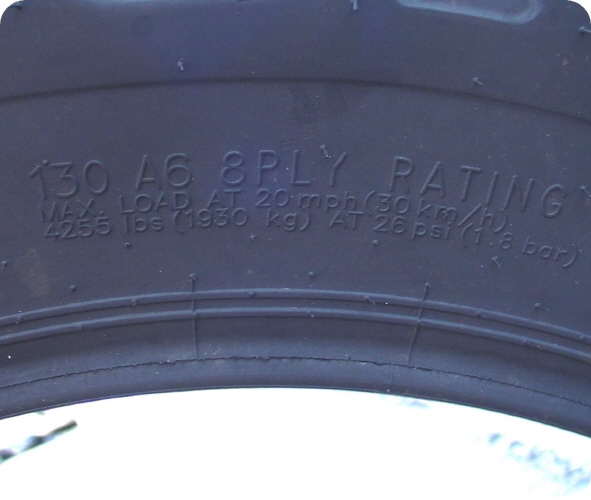 130 A6 8PLY RATING
MAX. LOAD AT 20 mph (30 km/h)
4255 lbs (1930 kg) AT 26 psi (1.8 bar)